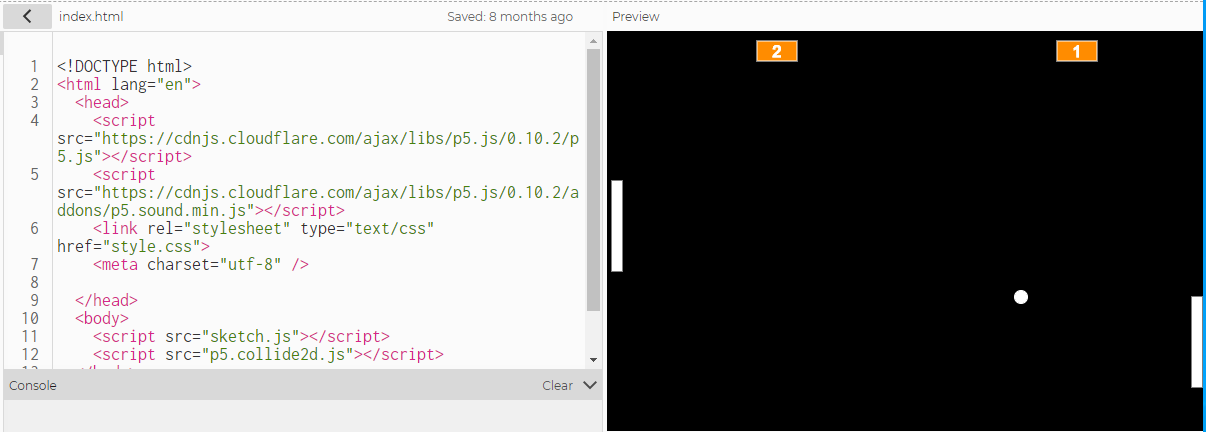 index.html Saved: 8 months ago Preview
1 <!DOCTYPE html>
2 <html lang="en">
3 <head>
4 <script
src="https://cdnjs.cloudflare.com/ajax/libs/p5.js/0.10.2/p
5.js"></script>
5 <script
src="https://cdnjs.cloudflare.com/ajax/libs/p5.js/0.10.2/a
ddons/p5.sound.min.js"></script>
6 <link rel="stylesheet" type="text/css"
href="style.css">
7 <meta charset="utf-8" />
8
9 </head>
10 <body>
11 <script src="sketch.js"></script>
12 <script src="p5.collide2d.js"></script>
Console Clear
2 1